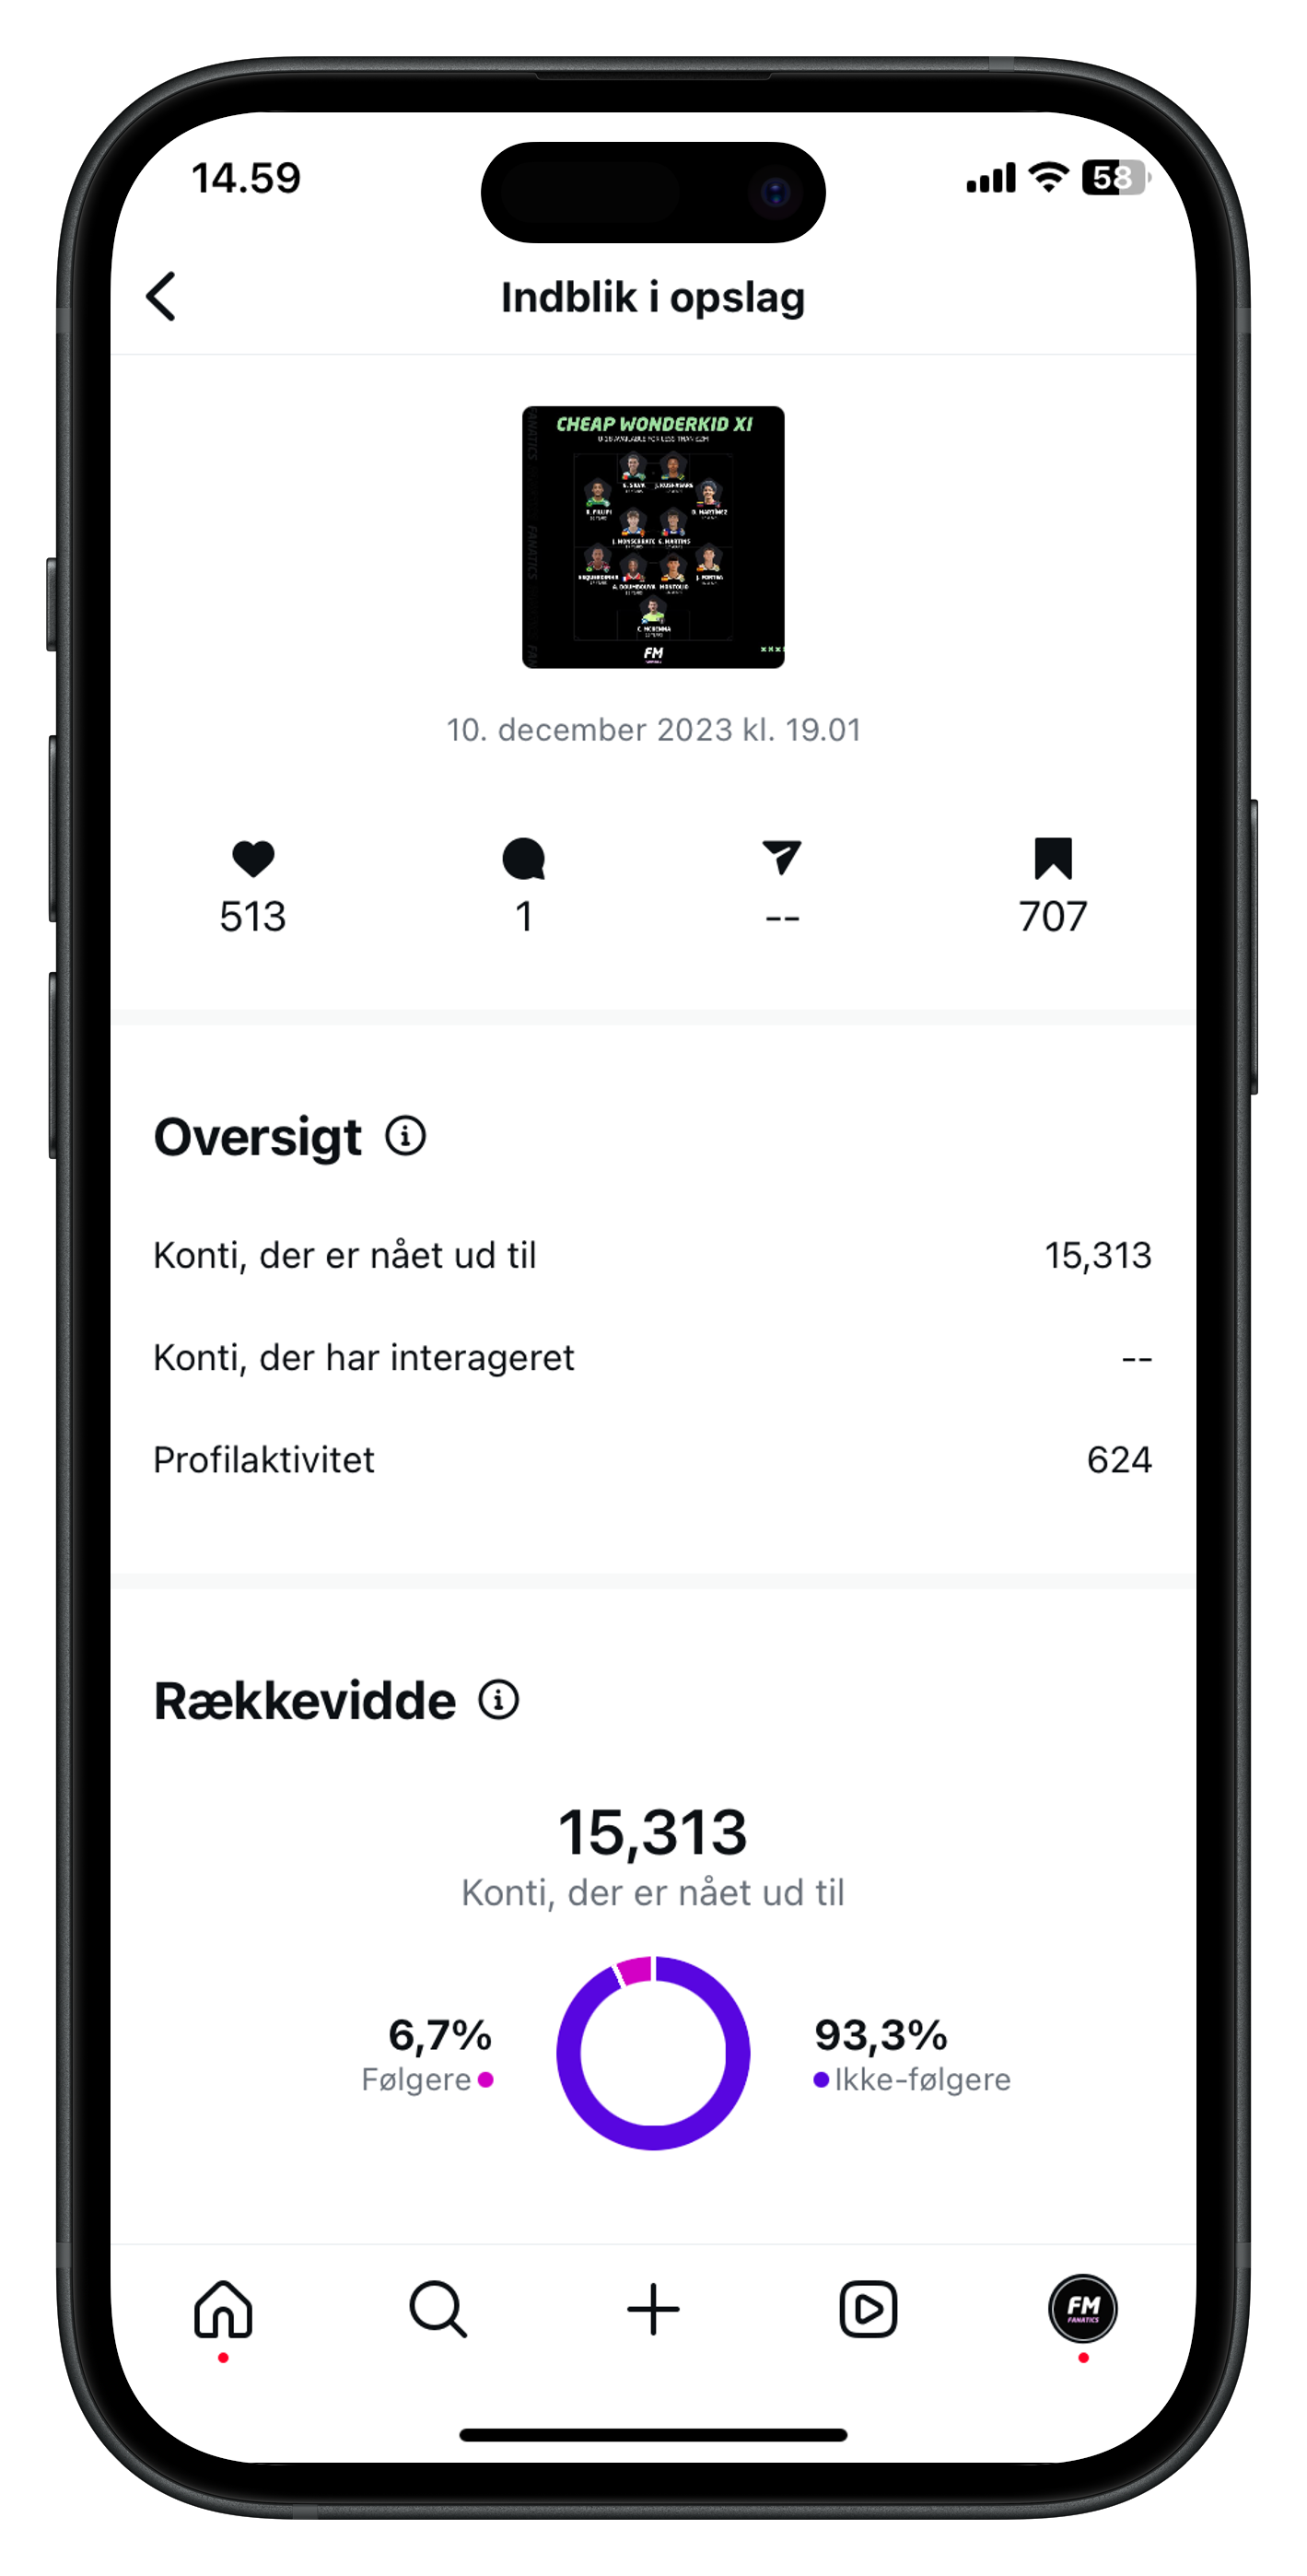 14.59
58
Indblik i opslag
CHEAP WONDERKID XI
FANATICS
FM
10. december 2023 kl. 19.01
513
1
--
707
Oversigt
Konti, der er nået ud til
15,313
Konti, der har interageret
--
Profilaktivitet
624
Rækkevidde
15,313
Konti, der er nået ud til
6,7%
Følgere
93,3%
Ikke-følgere
FM
FANATICS